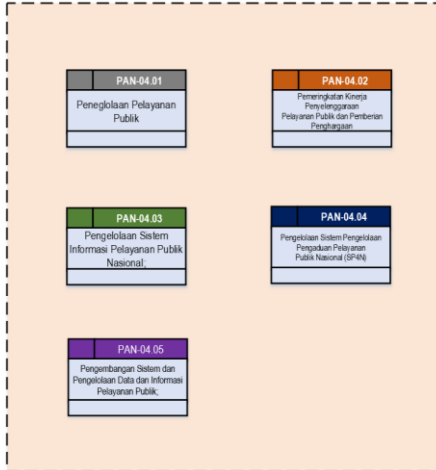 PAN-04.01
Peneglolaan Pelayanan
Publik
PAN-04.02
Pemeringkatan Kinerja
Penyelenggaraan
Pelayanan Publik dan Pemberian
Penghargaan
PAN-04.03
Pengelolaan Sistem
Informasi Pelayanan Publik
Nasional;
PAN-04.04
Pengelolaan Sistem Pengelolaan
Pengaduan Pelayanan
Publik Nasional (SP4N)
PAN-04.05
Pengembangan Sistem dan
Pengelolaan Data dan Informasi
Pelayanan Publik;